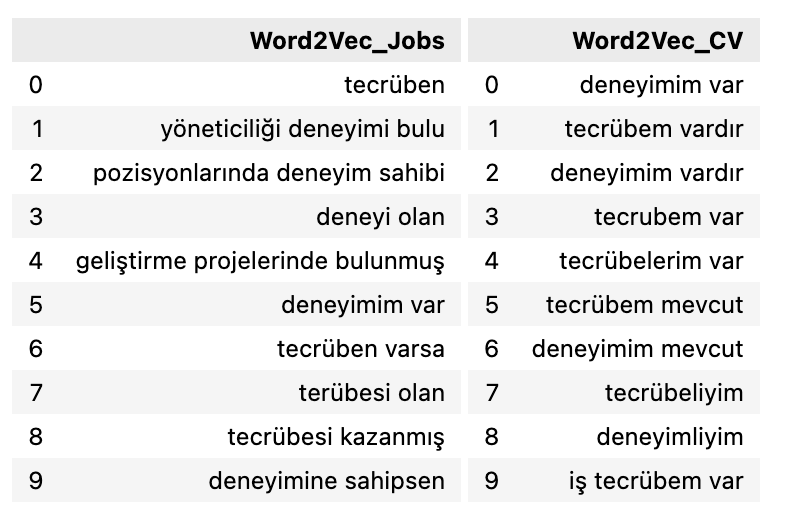 Word2Vec_Jobs Word2Vec_CV
0 tecrüben 0 deneyimim var
1 yöneticiliği deneyimi bulu 1 tecrübem vardır
2 pozisyonlarında deneyim sahibi 2 deneyimim vardır
3 deneyi olan 3 tecrubem var
4 geliştirme projelerinde bulunmuş 4 tecrübelerim var
5 deneyimim var 5 tecrübem mevcut
6 tecrüben varsa 6 deneyimim mevcut
7 terübesi olan 7 tecrübeliyim
8 tecrübesi kazanmış 8 deneyimliyim
9 deneyimine sahipsen 9 iş tecrübem var